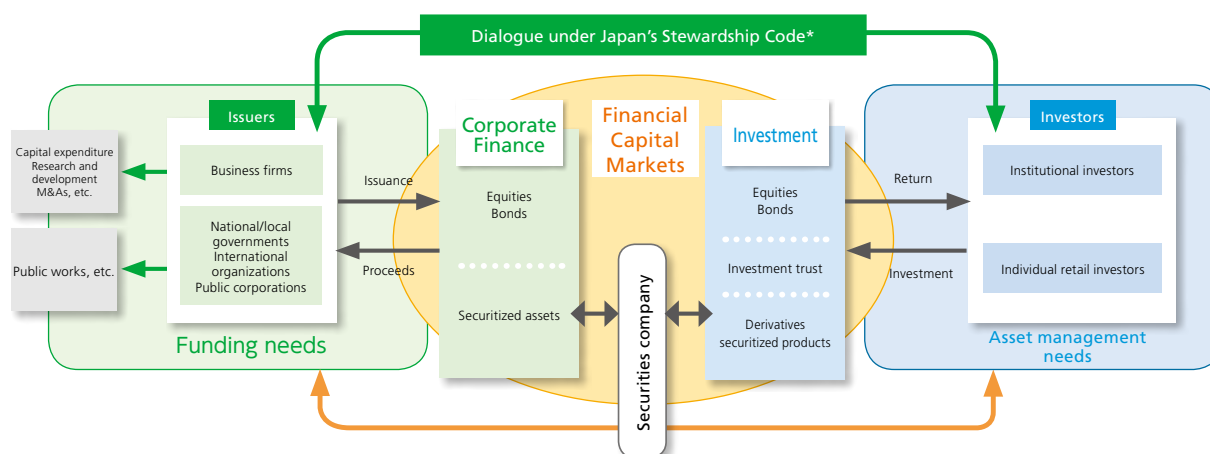 Dialogue under Japan's Stewardship Code*
Issuers
Capital expenditure
Research and
development
M&As, etc.
Public works, etc.
Business firms
National/local
governments
International
organizations
Public corporations
Funding needs
Issuance
Proceeds
Corporate
Finance
Equities
Bonds
Securitized assets
Financial
Capital
Markets
Securities company
Investment
Equities
Bonds
Investment trust
Derivatives
securitized products
Return
Investment
Investors
Institutional investors
Individual retail investors
Asset management
needs